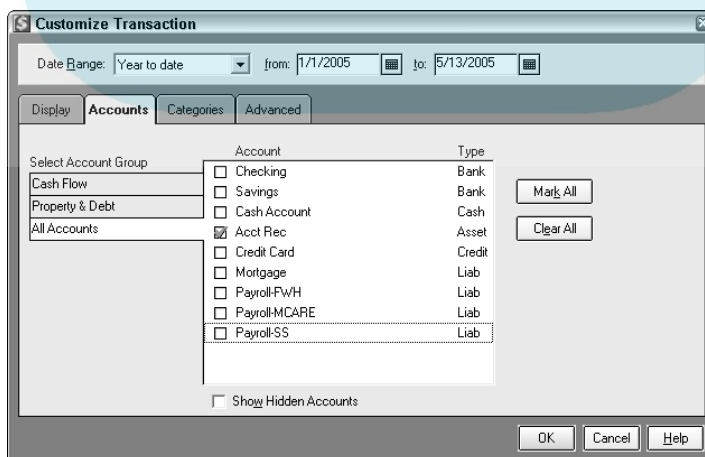 Customize Transaction
Date Range: Year to date from: 1/1/2005 to: 5/13/2005
Display Accounts Categories Advanced
Select Account Group
Cash Flow
Property & Debt
All Accounts
Account Type
Checking Bank
Savings Bank
Cash Account Cash
Acct Rec Asset
Credit Card Credit
Mortgage Liab
Payroll-FWH Liab
Payroll-MCARE Liab
Payroll-SS Liab
Mark All
Clear All
Show Hidden Accounts
OK Cancel Help